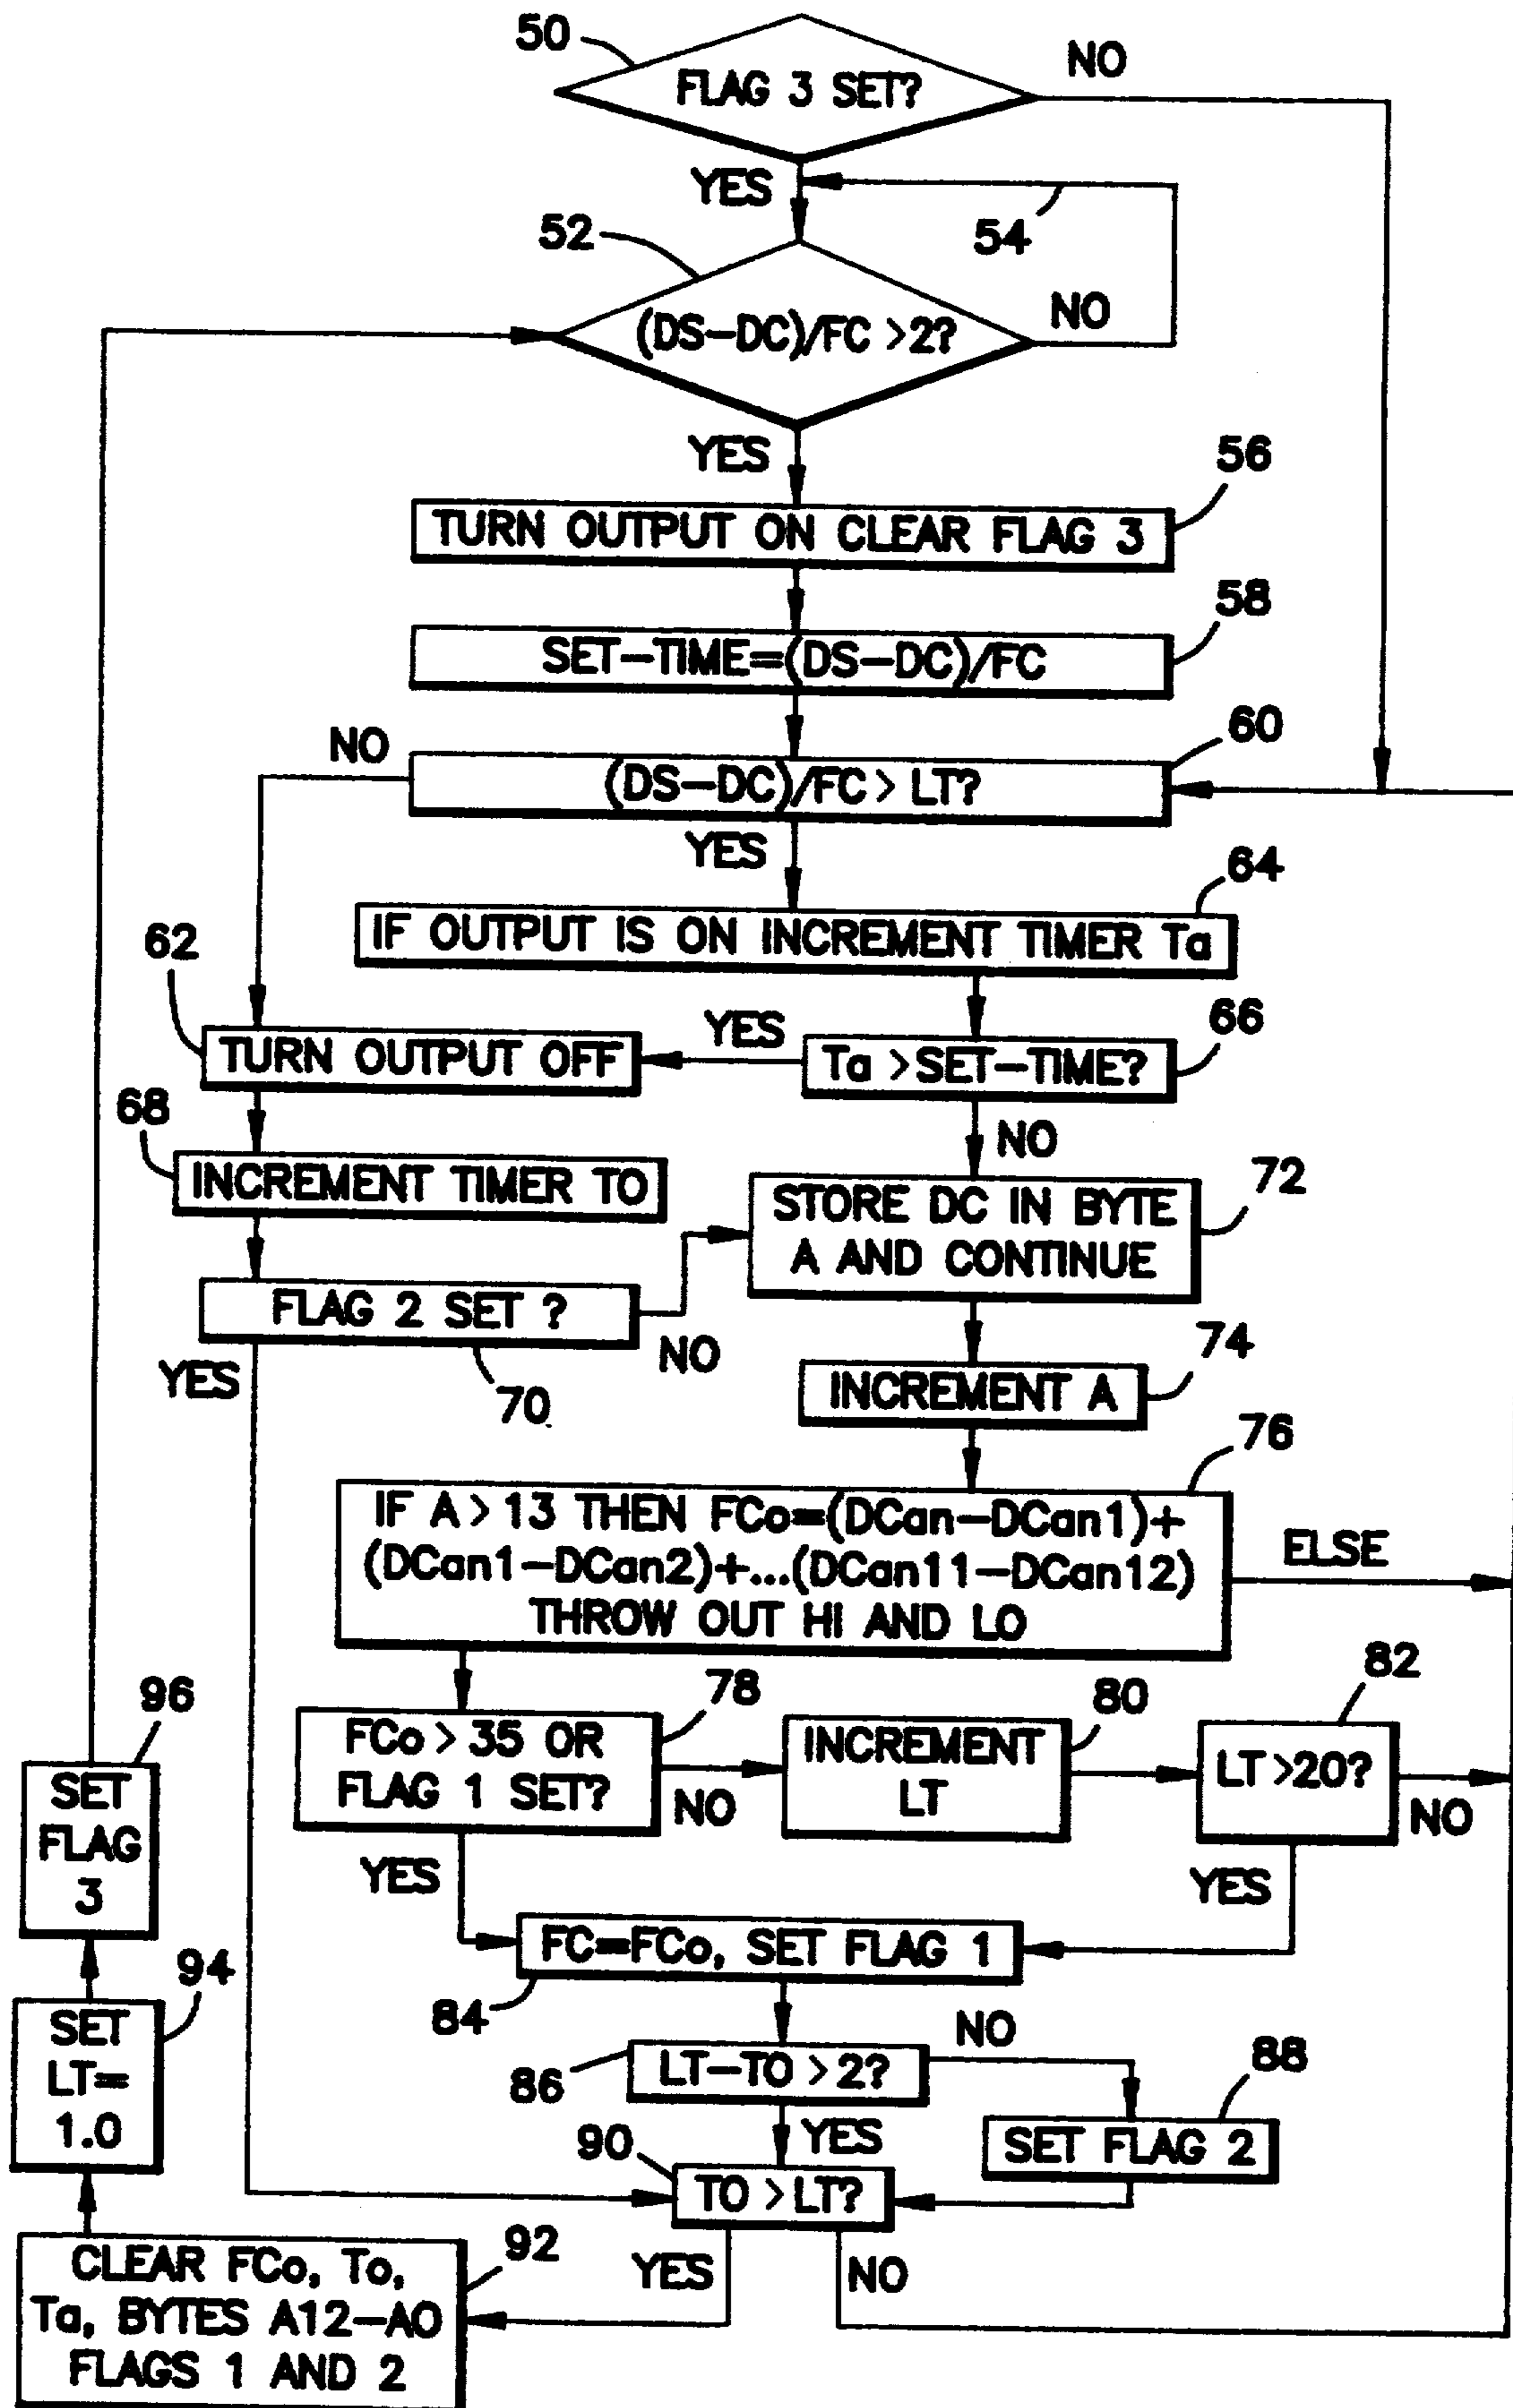 50
FLAG 3 SET?
NO
YES
54
52
(DS-DC)/FC >2?
NO
YES
56
TURN OUTPUT ON CLEAR FLAG 3
58
SET-TIME=(DS-DC)/FC
NO
60
(DS-DC)/FC > LT?
YES
64
IF OUTPUT IS ON INCREMENT TIMER Ta
62
TURN OUTPUT OFF
YES
66
Ta >SET-TIME?
68
NO
INCREMENT TIMER TO
72
STORE DC IN BYTE
A AND CONTINUE
FLAG 2 SET ?
NO
YES
70
74
INCREMENT A
76
IF A > 13 THEN FCo=(DCan-DCan1)+
(DCan1-DCan2)+...(DCan11-DCan12)
THROW OUT HI AND LO
ELSE
78
FCo > 35 OR
FLAG 1 SET?
NO
YES
80
INCREMENT
LT
82
LT >20?
NO
YES
96
SET
FLAG
3
FC=FCo, SET FLAG 1
84
94
SET
LT=
1.0
86
LT-TO >2?
NO
YES
88
SET FLAG 2
90
TO >LT?
YES
NO
92
CLEAR FCo, To,
Ta, BYTES A12-AO
FLAGS 1 AND 2